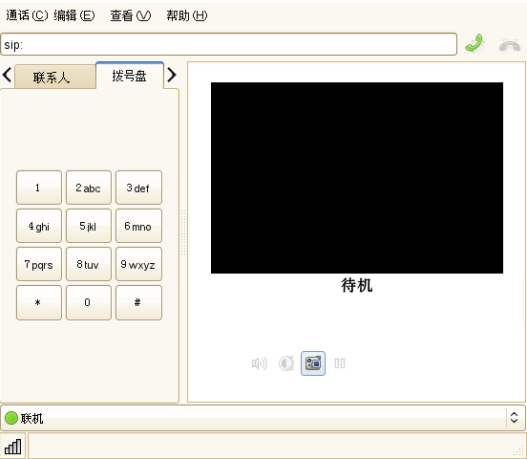 通话(C) 编辑(E) 查看(V) 帮助(H)
sip:
联系人 拨号盘
1 2 abc 3 def
4 ghi 5 jkl 6 mno
7 pqrs 8 tuv 9 wxyz
* 0 #
待机
联机